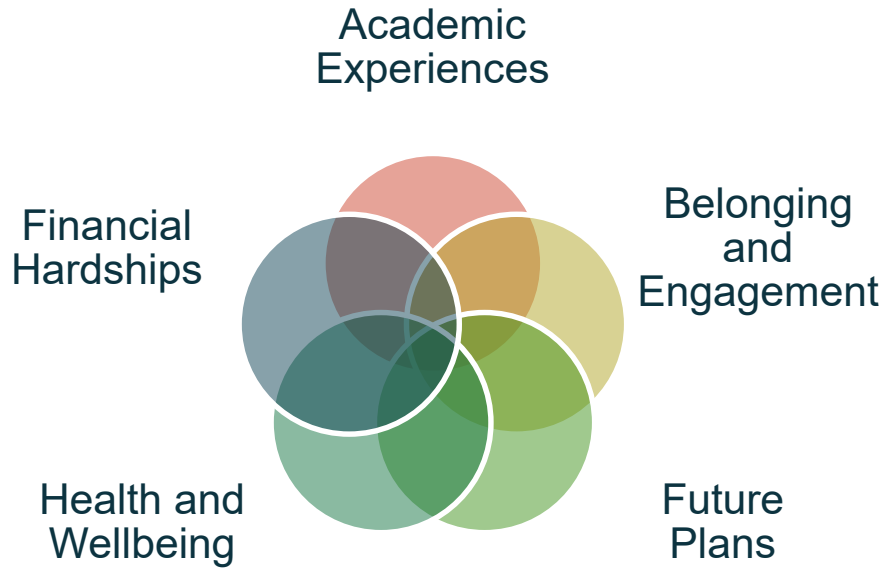 Academic
Experiences
Belonging
and
Engagement
Future
Plans
Health and
Wellbeing
Financial
Hardships